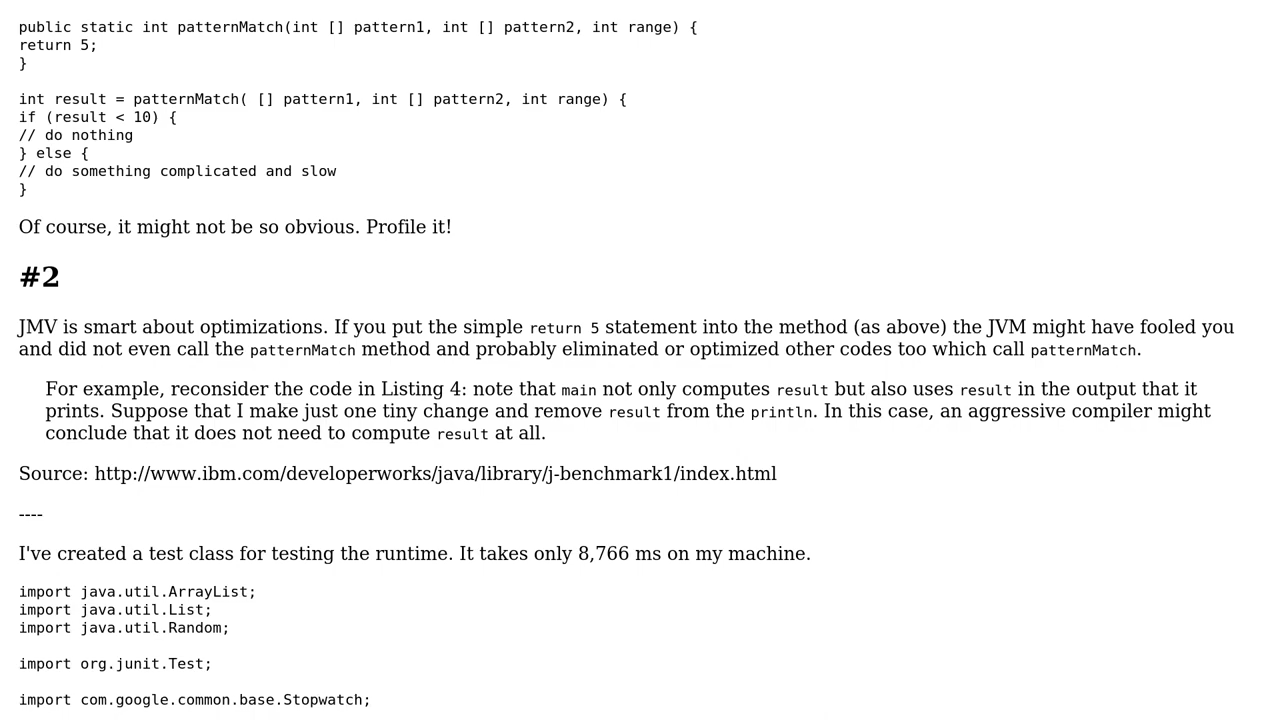 public static int patternMatch(int [] pattern1, int [] pattern2, int range) {
return 5;
}
int result = patternMatch( [] pattern1, int [] pattern2, int range) {
if (result < 10) {
// do nothing
} else {
// do something complicated and slow
}
Of course, it might not be so obvious. Profile it!
#2
JMV is smart about optimizations. If you put the simple return 5 statement into the method (as above) the JVM might have fooled you
and did not even call the patternMatch method and probably eliminated or optimized other codes too which call patternMatch.
For example, reconsider the code in Listing 4: note that main not only computes result but also uses result in the output that it
prints. Suppose that I make just one tiny change and remove result from the println. In this case, an aggressive compiler might
conclude that it does not need to compute result at all.
Source: http://www.ibm.com/developerworks/java/library/j-benchmark1/index.html
----
I've created a test class for testing the runtime. It takes only 8,766 ms on my machine.
import java.util.ArrayList;
import java.util.List;
import java.util.Random;
import org.junit.Test;
import com.google.common.base.Stopwatch;